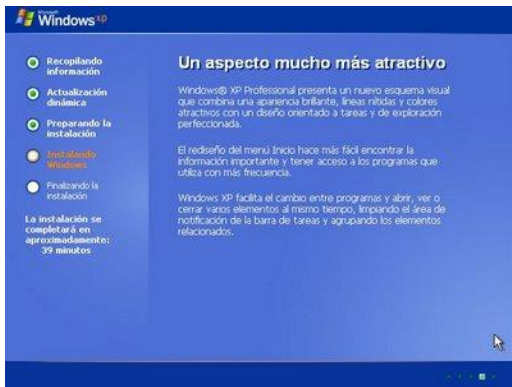 Microsoft
Windows xp
Recopilando
información
Actualización
dinámica
Preparando la
instalación
Instalando
Windows
Finalizando la
instalación
La instalación se
completará en
aproximadamente:
39 minutos
Un aspecto mucho más atractivo
Windows® XP Professional presenta un nuevo esquema visual
que combina una apariencia brillante, líneas nítidas y colores
atractivos con un diseño orientado a tareas y de exploración
perfeccionada.
El rediseño del menú Inicio hace más fácil encontrar la
información importante y tener acceso a los programas que
utiliza con más frecuencia.
Windows XP facilita el cambio entre programas y abrir, ver o
cerrar varios elementos al mismo tiempo, limpiando el área de
notificación de la barra de tareas y agrupando los elementos
relacionados.